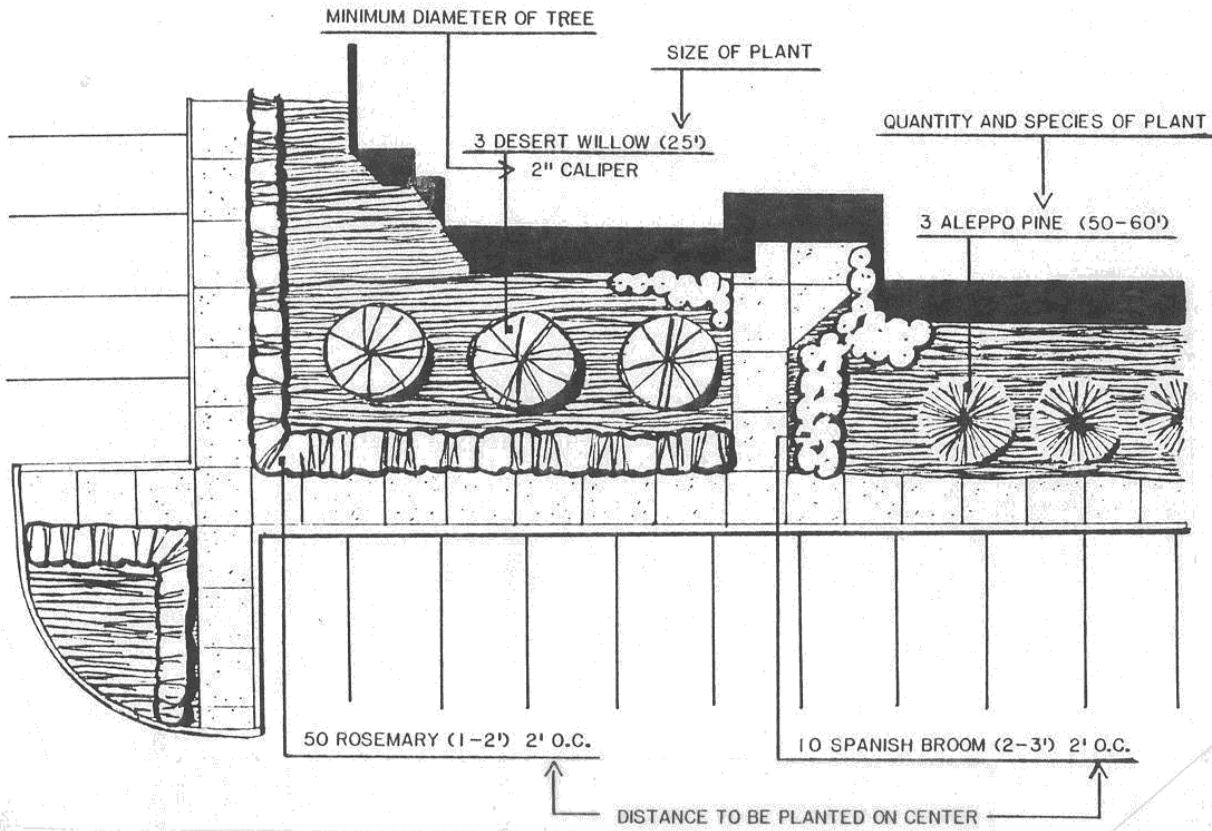 MINIMUM DIAMETER OF TREE
SIZE OF PLANT
QUANTITY AND SPECIES OF PLANT
3 DESERT WILLOW (25')
2" CALIPER
3 ALEPPO PINE (50-60')
50 ROSEMARY (1-2') 2' O.C.
10 SPANISH BROOM (2-3') 2' O.C.
DISTANCE TO BE PLANTED ON CENTER